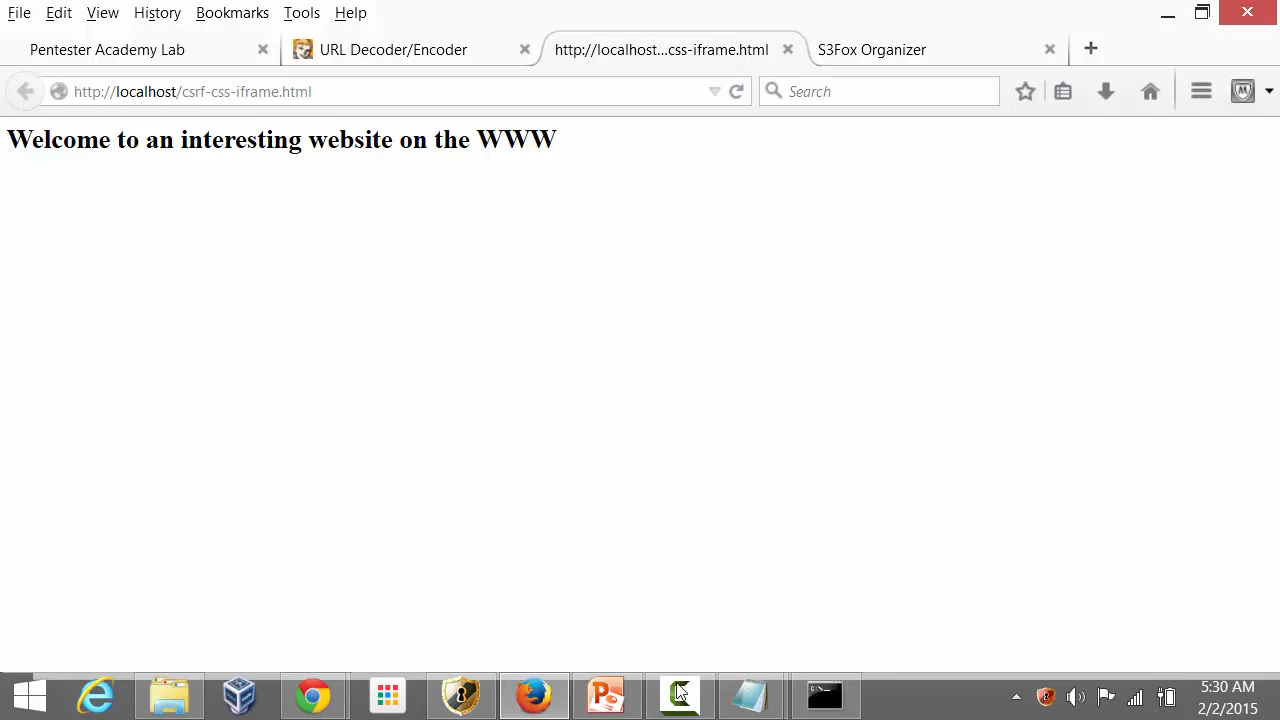 File Edit View History Bookmarks Tools Help
Pentester Academy Lab
URL Decoder/Encoder
http://localhost...css-iframe.html
S3Fox Organizer
http://localhost/csrf-css-iframe.html
Search
Welcome to an interesting website on the WWW
5:30 AM
2/2/2015